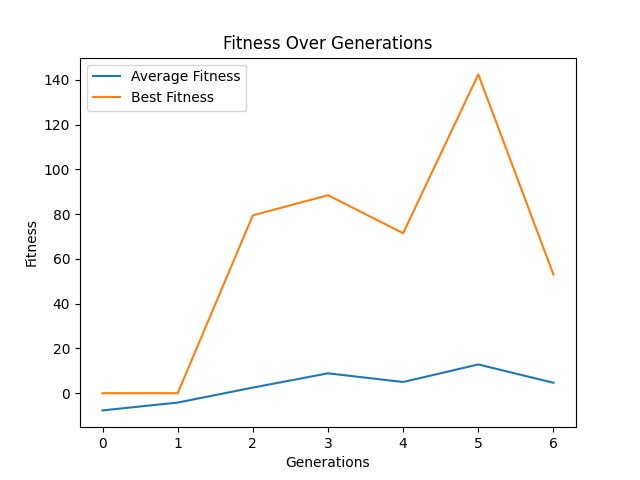 Fitness Over Generations
Average Fitness
Best Fitness
140
120
100
80
60
40
20
0
Fitness
0 1 2 3 4 5 6
Generations